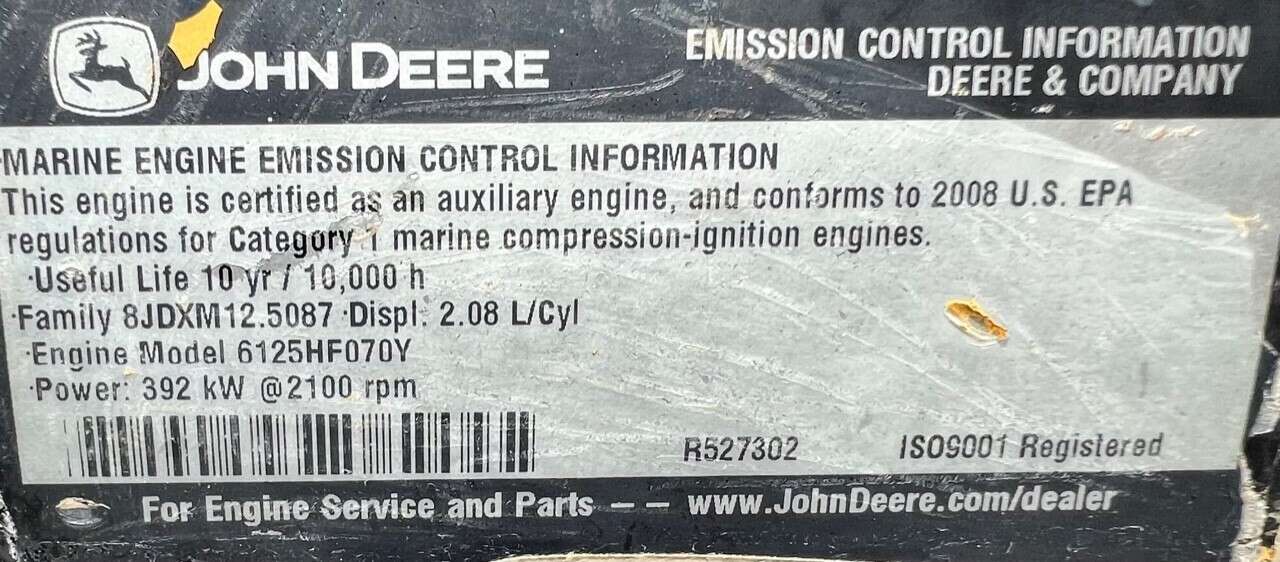 JOHN DEERE
EMISSION CONTROL INFORMATION
DEERE & COMPANY
MARINE ENGINE EMISSION CONTROL INFORMATION
This engine is certified as an auxiliary engine, and conforms to 2008 U.S. EPA
regulations for Category 1 marine compression-ignition engines.
·Useful Life 10 yr / 10,000 h
·Family 8JDXM12.5087 ·Displ: 2.08 L/Cyl
·Engine Model 6125HF070Y
·Power: 392 kW @2100 rpm
R527302 ISO9001 Registered
For Engine Service and Parts – – www.JohnDeere.com/dealer